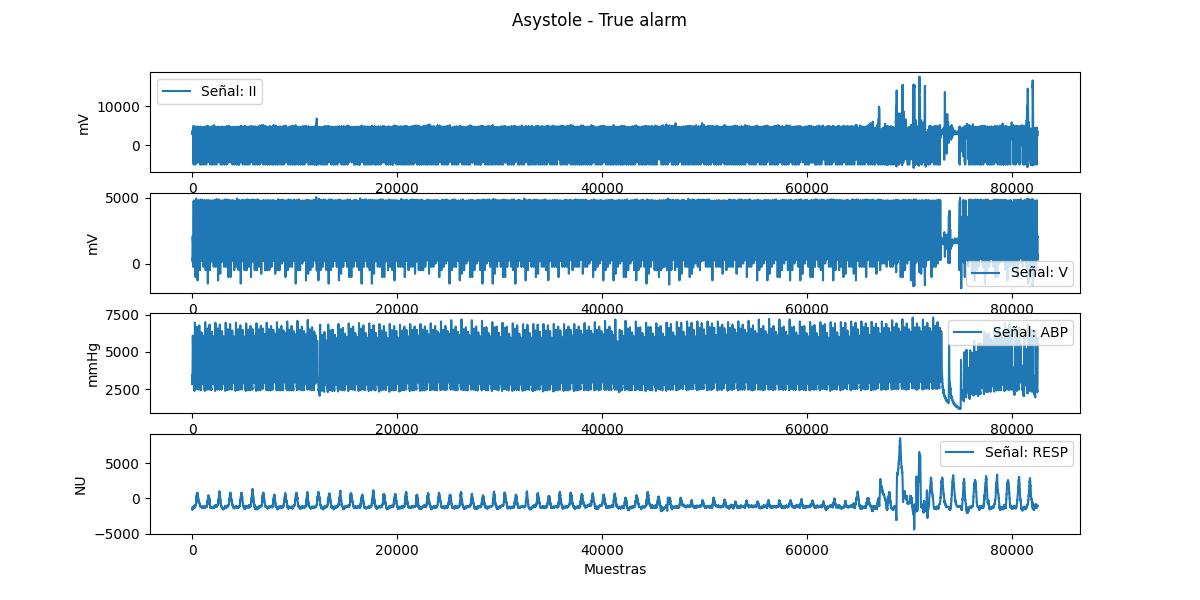 Asystole - True alarm
Señal: II
10000
0
mV
0 20000 40000 60000 80000
5000
0
mV
Señal: V
0 20000 40000 60000 80000
7500
5000
2500
mmHg
Señal: ABP
0 20000 40000 60000 80000
5000
0
−5000
NU
Señal: RESP
0 20000 40000 60000 80000
Muestras